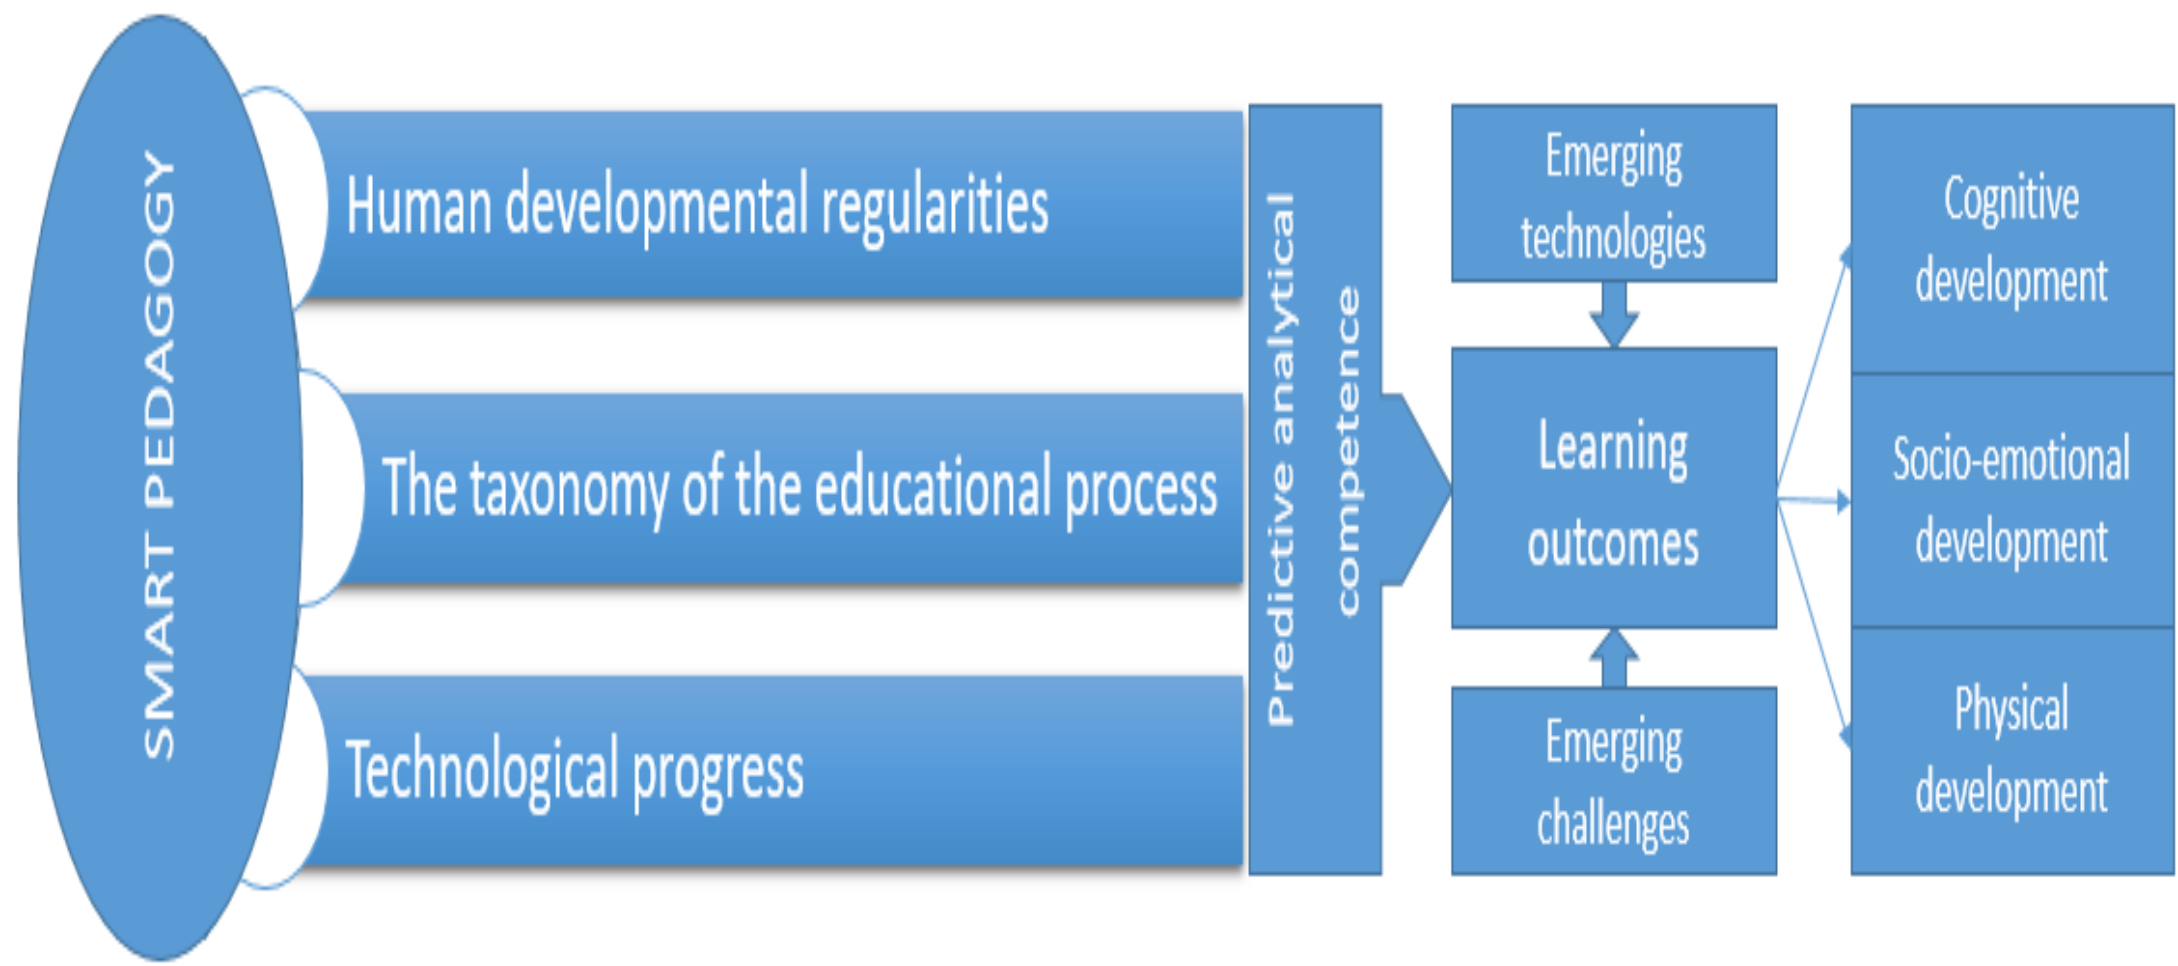 SMART PEDAGOGY
Human developmental regularities
The taxonomy of the educational process
Technological progress
Predictive analytical
competence
Emerging
technologies
Learning
outcomes
Emerging
challenges
Cognitive
development
Socio-emotional
development
Physical
development